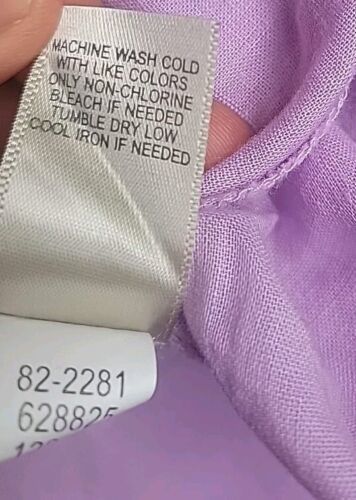 MACHINE WASH COLD
WITH LIKE COLORS
ONLY NON-CHLORINE
BLEACH IF NEEDED
TUMBLE DRY LOW
COOL IRON IF NEEDED
82-2281